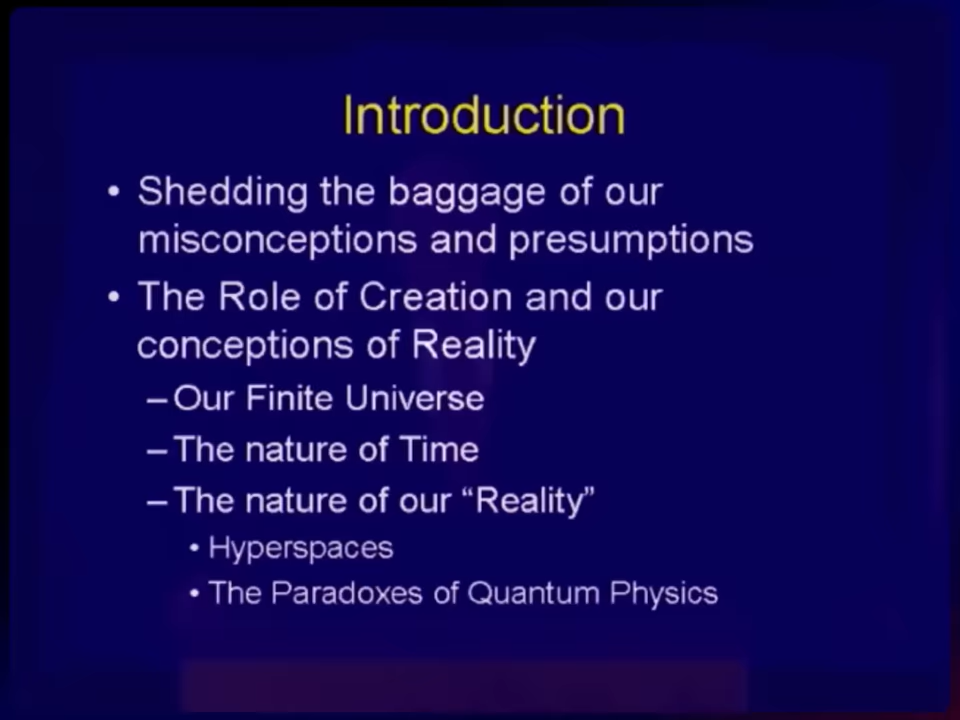 Introduction
• Shedding the baggage of our
misconceptions and presumptions
• The Role of Creation and our
conceptions of Reality
– Our Finite Universe
– The nature of Time
– The nature of our “Reality”
• Hyperspaces
• The Paradoxes of Quantum Physics